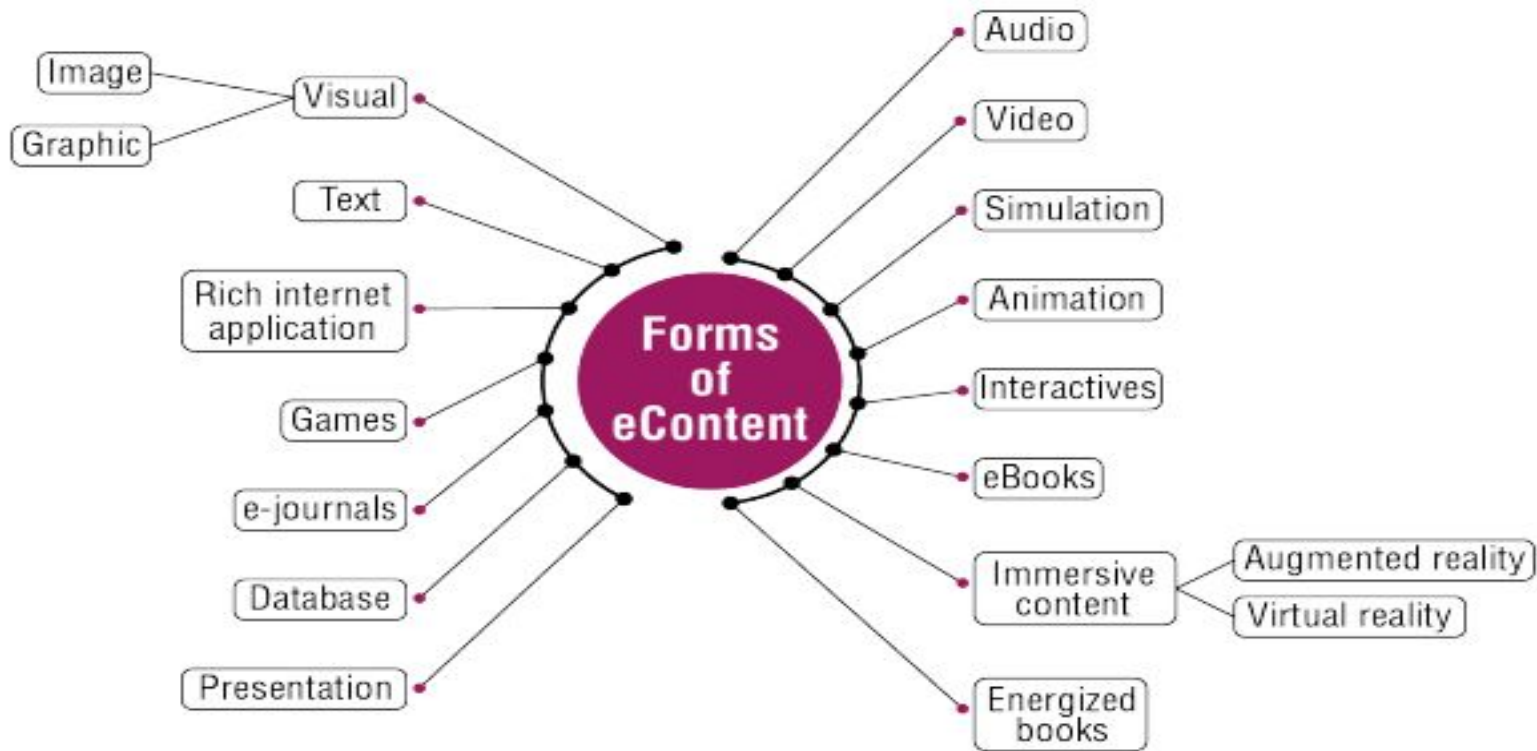 Forms
of
eContent
Visual
Image
Graphic
Text
Rich internet
application
Games
e-journals
Database
Presentation
Audio
Video
Simulation
Animation
Interactives
eBooks
Immersive
content
Augmented reality
Virtual reality
Energized
books